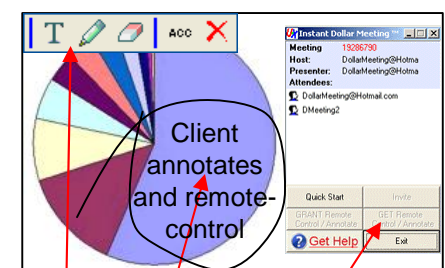 T ACC X
Client
annotates
and remote-
control
Instant Dollar Meeting ™
Meeting 19286790
Host: DollarMeeting@Hotma
Presenter: DollarMeeting@Hotma
Attendees:
DollarMeeting@Hotmail.com
DMeeting2
Quick Start Invite
GRANT Remote Control / Annotate GET Remote Control / Annotate
? Get Help Exit